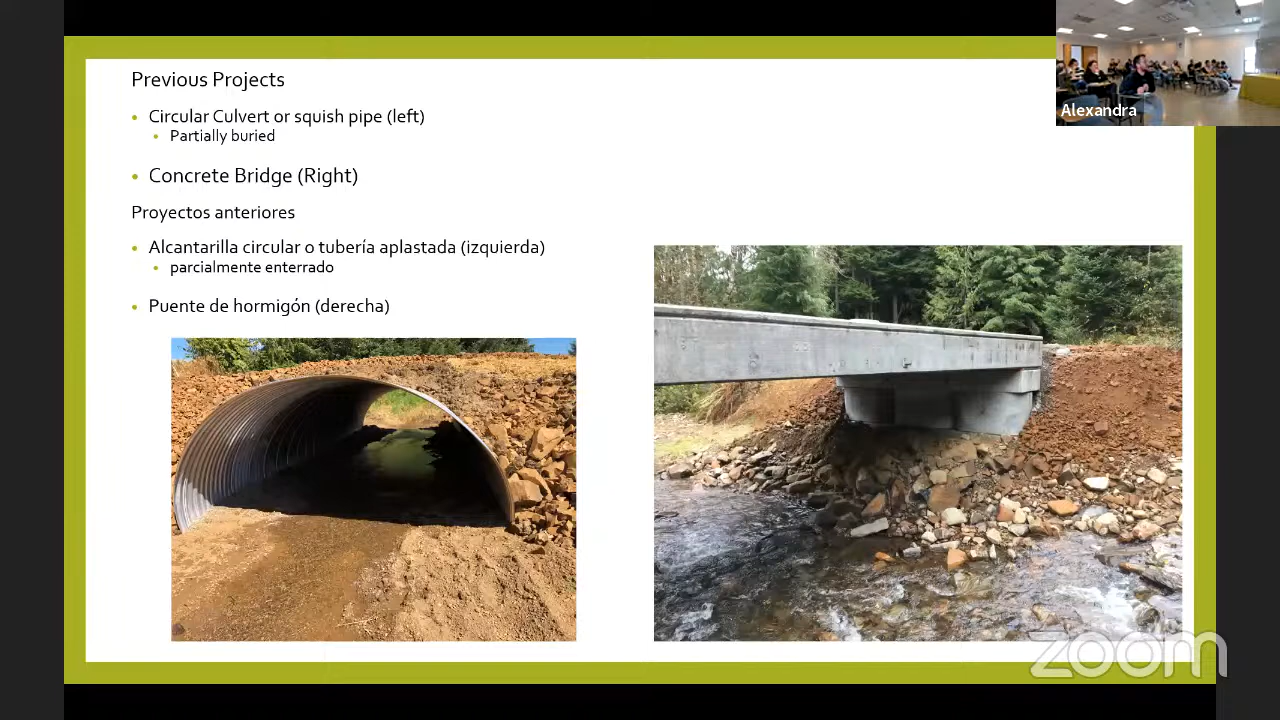 Previous Projects
Circular Culvert or squish pipe (left)
Partially buried
Concrete Bridge (Right)
Proyectos anteriores
Alcantarilla circular o tubería aplastada (izquierda)
parcialmente enterrado
Puente de hormigón (derecha)
Alexandra
zoom